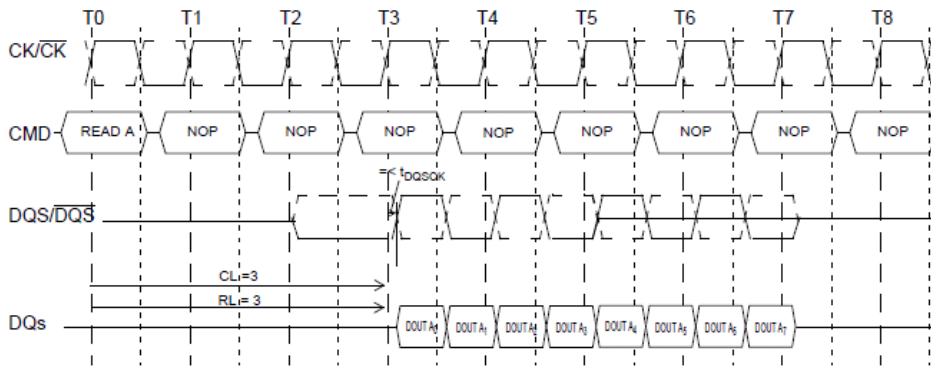 T0 T1 T2 T3 T4 T5 T6 T7 T8
CK/CK
CMD READ A NOP NOP NOP NOP NOP NOP NOP NOP
=< tDQSQK
DQS/DQS
CL = 3
RL = 3
DQs DOUT A0 DOUT A1 DOUT A2 DOUT A3 DOUT A4 DOUT A5 DOUT A6 DOUT A7